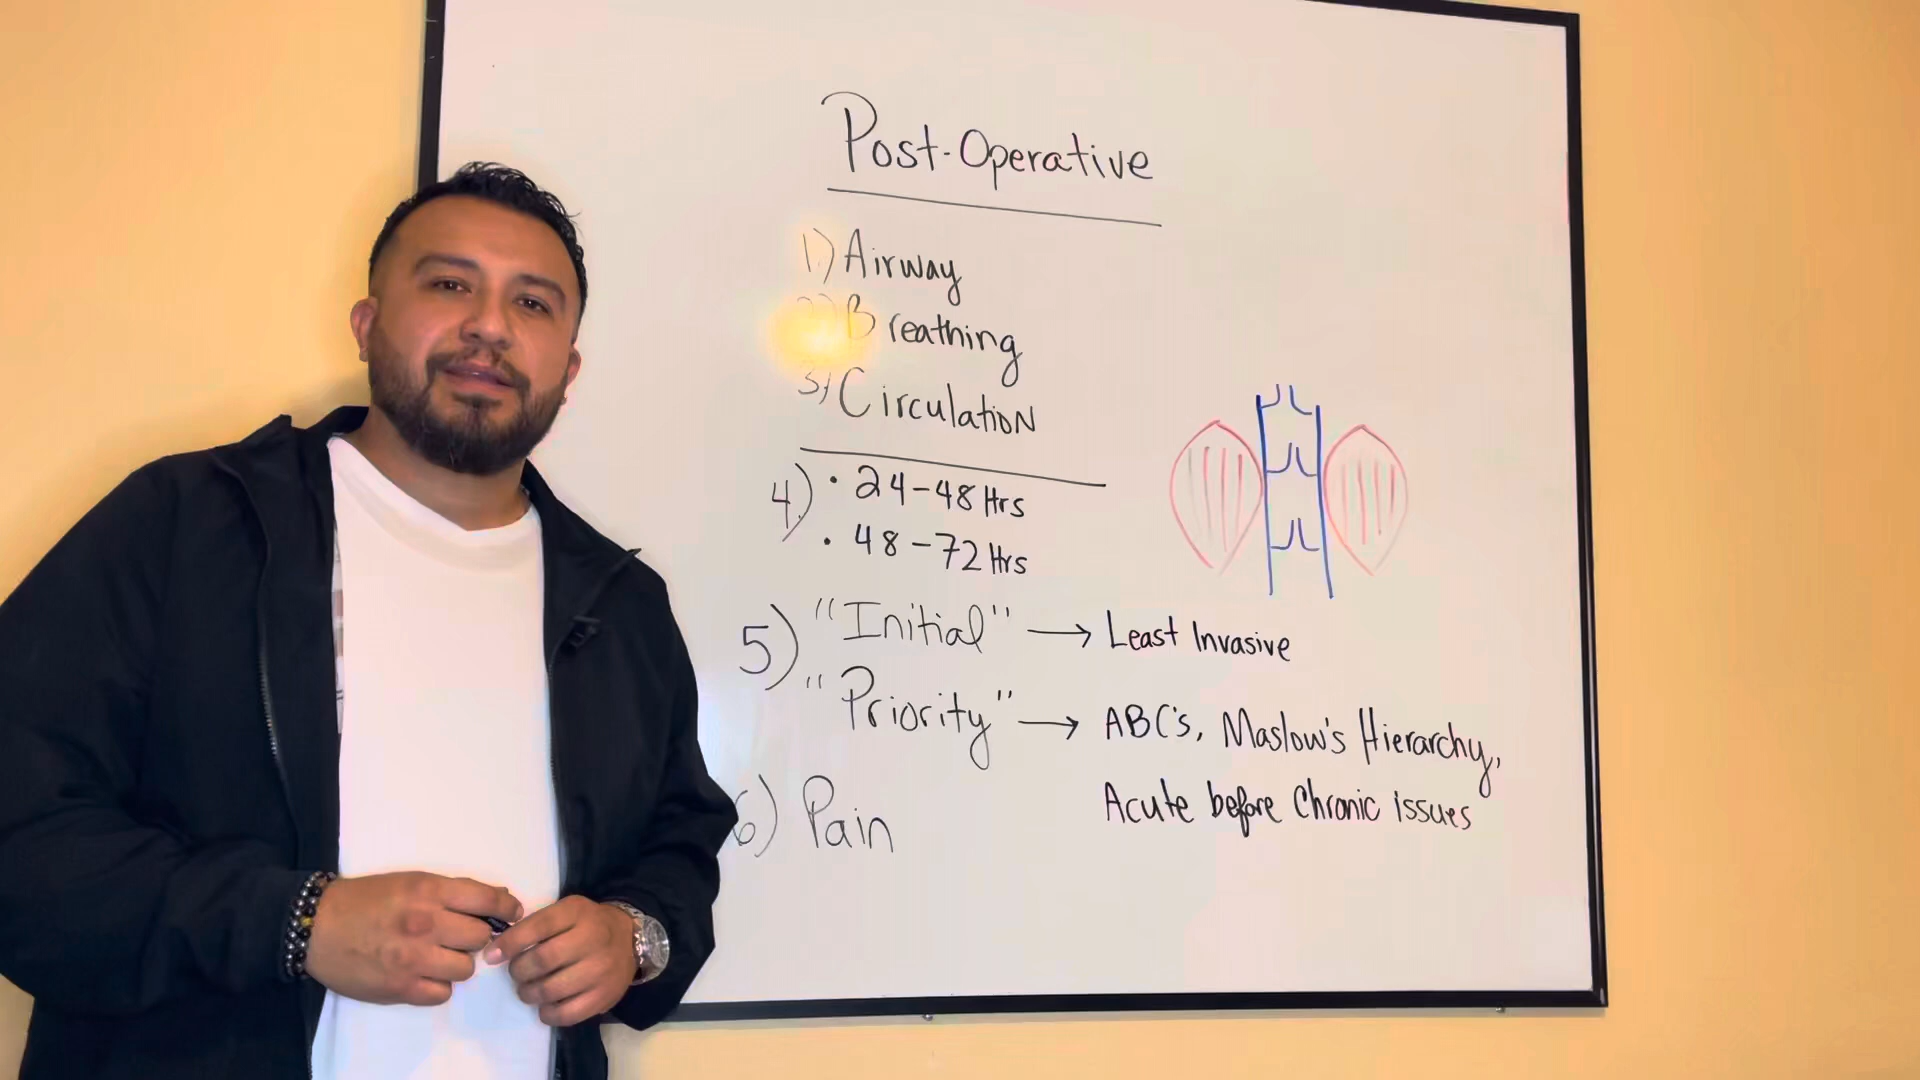 Post-Operative
1.) Airway
2.) Breathing
3.) Circulation
4.) • 24-48 Hrs
• 48-72 Hrs
5) "Initial" → Least Invasive
"Priority" → ABC's, Maslow's Hierarchy,
Acute before Chronic issues
6) Pain